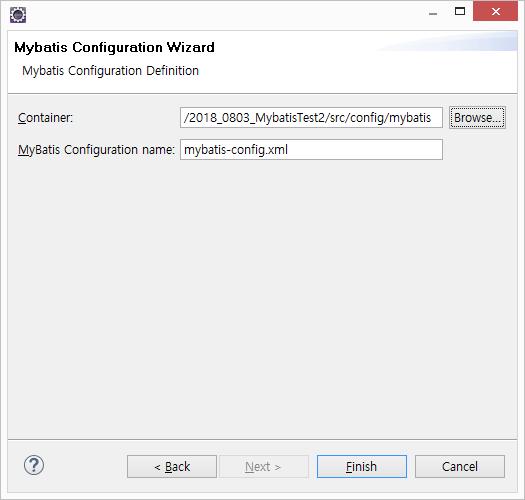 Mybatis Configuration Wizard
Mybatis Configuration Definition
Container: /2018_0803_MybatisTest2/src/config/mybatis Browse...
MyBatis Configuration name: mybatis-config.xml
? < Back Next > Finish Cancel